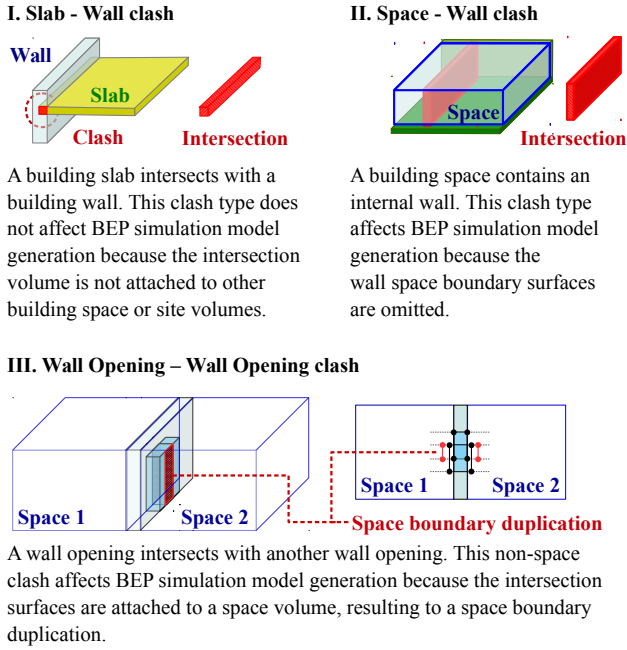 I. Slab - Wall clash
Wall
Slab
Clash
Intersection
A building slab intersects with a
building wall. This clash type does
not affect BEP simulation model
generation because the intersection
volume is not attached to other
building space or site volumes.
II. Space - Wall clash
Space
Intersection
A building space contains an
internal wall. This clash type
affects BEP simulation model
generation because the
wall space boundary surfaces
are omitted.
III. Wall Opening – Wall Opening clash
Space 1
Space 2
Space 1
Space 2
Space boundary duplication
A wall opening intersects with another wall opening. This non-space
clash affects BEP simulation model generation because the intersection
surfaces are attached to a space volume, resulting to a space boundary
duplication.